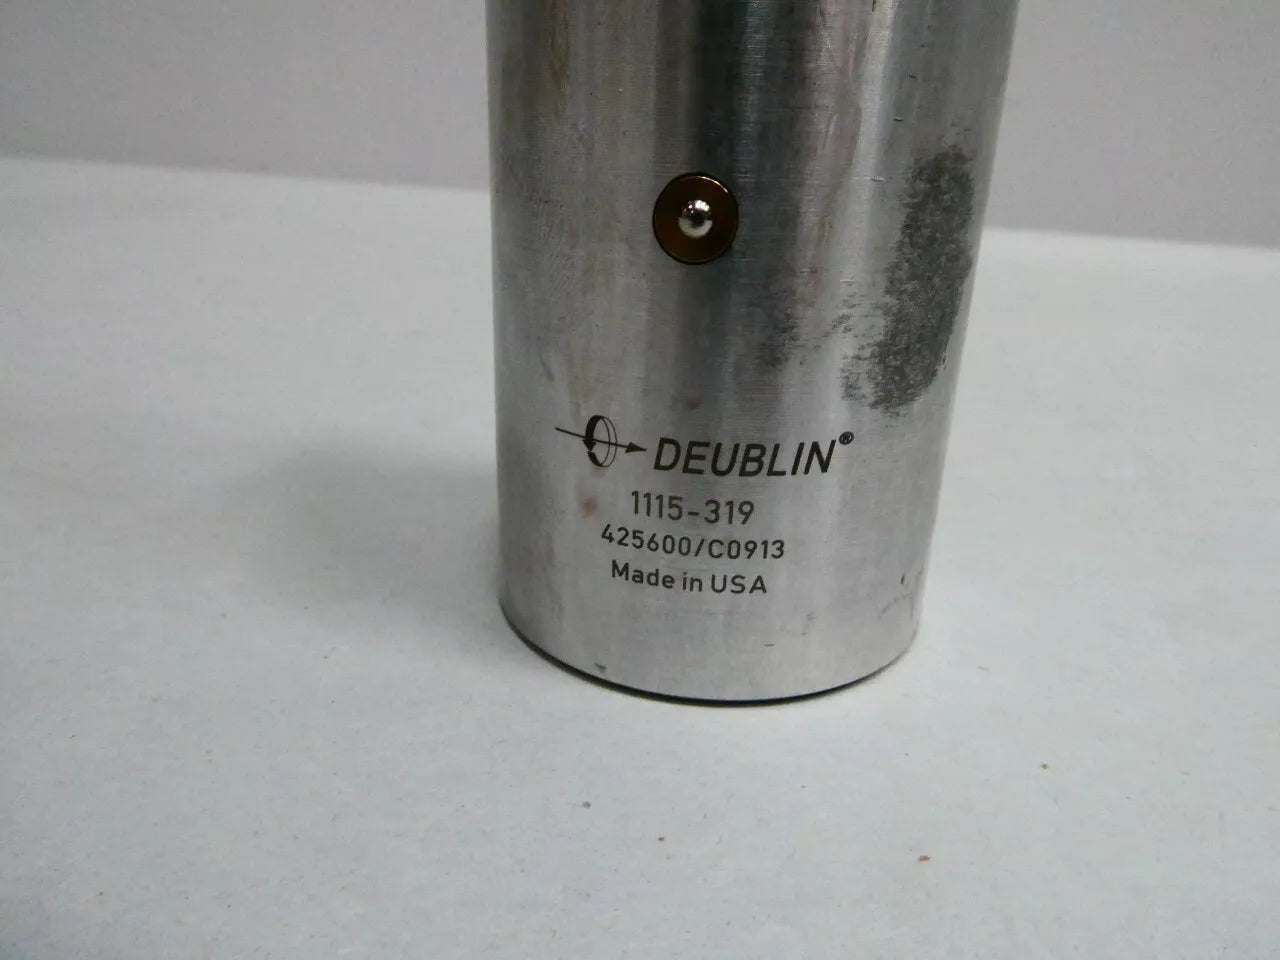 DEUBLIN®
1115-319
425600/C0913
Made in USA